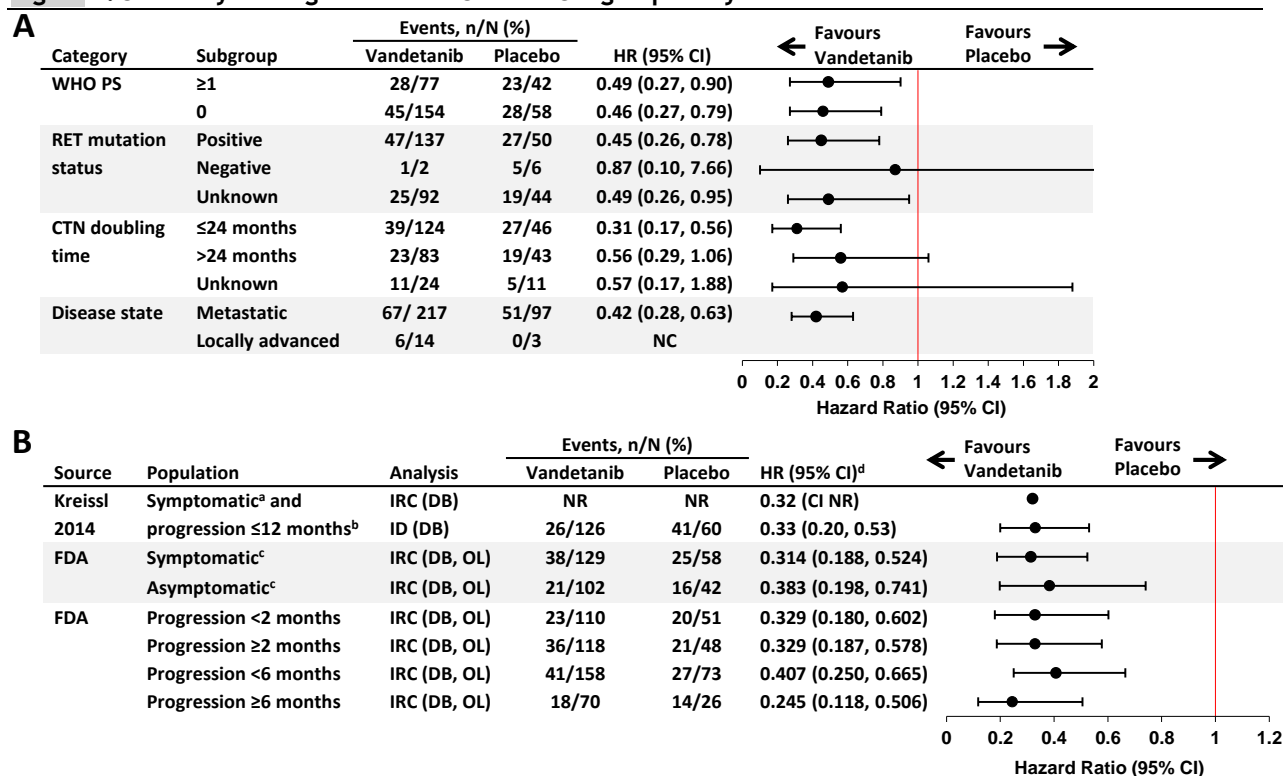 A
Events, n/N (%)
Favours Vandetanib
Favours Placebo
Category Subgroup Vandetanib Placebo HR (95% CI)
WHO PS ≥1 28/77 23/42 0.49 (0.27, 0.90)
0 45/154 28/58 0.46 (0.27, 0.79)
RET mutation Positive 47/137 27/50 0.45 (0.26, 0.78)
status Negative 1/2 5/6 0.87 (0.10, 7.66)
Unknown 25/92 19/44 0.49 (0.26, 0.95)
CTN doubling ≤24 months 39/124 27/46 0.31 (0.17, 0.56)
time >24 months 23/83 19/43 0.56 (0.29, 1.06)
Unknown 11/24 5/11 0.57 (0.17, 1.88)
Disease state Metastatic 67/ 217 51/97 0.42 (0.28, 0.63)
Locally advanced 6/14 0/3 NC
0 0.2 0.4 0.6 0.8 1 1.2 1.4 1.6 1.8 2
Hazard Ratio (95% CI)
B
Events, n/N (%)
Favours Vandetanib
Favours Placebo
Source Population Analysis Vandetanib Placebo HR (95% CI)ᵈ
Kreissl Symptomaticᵃ and IRC (DB) NR NR 0.32 (CI NR)
2014 progression ≤12 monthsᵇ ID (DB) 26/126 41/60 0.33 (0.20, 0.53)
FDA Symptomaticᶜ IRC (DB, OL) 38/129 25/58 0.314 (0.188, 0.524)
Asymptomaticᶜ IRC (DB, OL) 21/102 16/42 0.383 (0.198, 0.741)
FDA Progression <2 months IRC (DB, OL) 23/110 20/51 0.329 (0.180, 0.602)
Progression ≥2 months IRC (DB, OL) 36/118 21/48 0.329 (0.187, 0.578)
Progression <6 months IRC (DB, OL) 41/158 27/73 0.407 (0.250, 0.665)
Progression ≥6 months IRC (DB, OL) 18/70 14/26 0.245 (0.118, 0.506)
0 0.2 0.4 0.6 0.8 1 1.2
Hazard Ratio (95% CI)